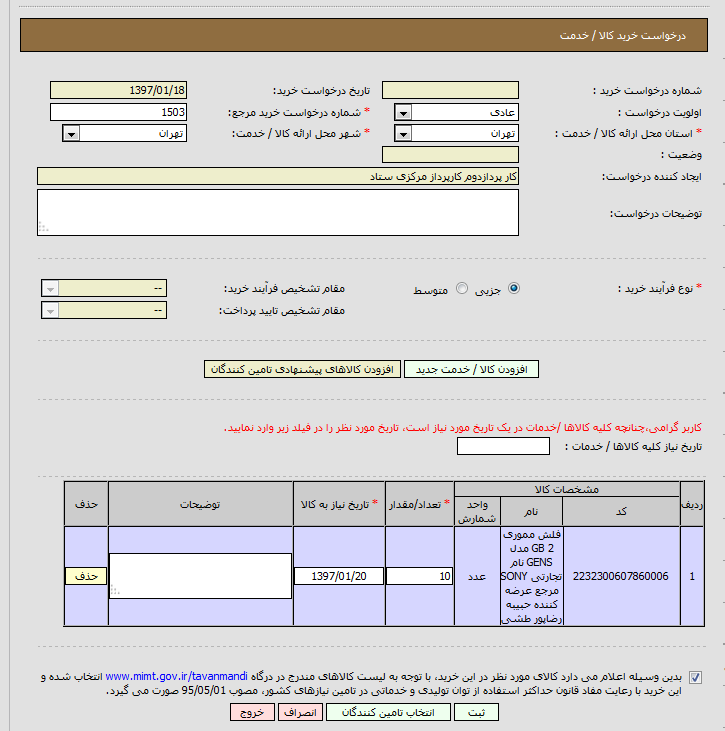 درخواست خرید کالا / خدمت
شماره درخواست خرید :
تاریخ درخواست خرید: 1397/01/18
اولویت درخواست : عادی
* شماره درخواست خرید مرجع: 1503
* استان محل ارائه کالا / خدمت : تهران
* شهر محل ارائه کالا / خدمت: تهران
وضعیت :
ایجاد کننده درخواست: کار پردازدوم کارپرداز مرکزی ستاد
توضیحات درخواست:
* نوع فرآیند خرید : جزیی متوسط
مقام تشخیص فرآیند خرید: --
مقام تشخیص تایید پرداخت: --
افزودن کالا / خدمت جدید
افزودن کالاهای پیشنهادی تامین کنندگان
کاربر گرامی،چنانچه کلیه کالاها /خدمات در یک تاریخ مورد نیاز است، تاریخ مورد نظر را در فیلد زیر وارد نمایید.
تاریخ نیاز کلیه کالاها / خدمات :
ردیف
مشخصات کالا
کد
نام
واحد
شمارش
* تعداد/مقدار
* تاریخ نیاز به کالا
توضیحات
حذف
1
2232300607860006
فلش مموری
2 GB مدل
GENS نام
تجارتی SONY
مرجع عرضه
کننده حبیبه
رضاپور طشی
عدد
10
1397/01/20
حذف
بدین وسیله اعلام می دارد کالای مورد نظر در این خرید، با توجه به لیست کالاهای مندرج در درگاه www.mimt.gov.ir/tavanmandi انتخاب شده و
این خرید با رعایت مفاد قانون حداکثر استفاده از توان تولیدی و خدماتی در تامین نیازهای کشور، مصوب 95/05/01 صورت می گیرد.
ثبت
انتخاب تامین کنندگان
انصراف
خروج